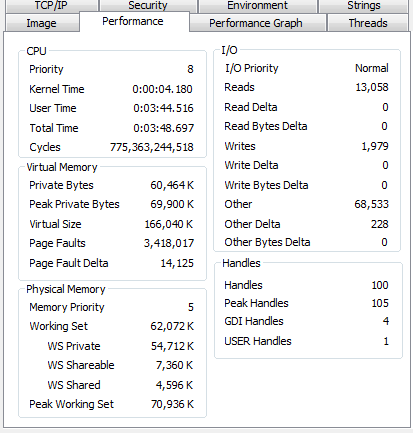 TCP/IP Security Environment Strings
Image Performance Performance Graph Threads
CPU
Priority 8
Kernel Time 0:00:04.180
User Time 0:03:44.516
Total Time 0:03:48.697
Cycles 775,363,244,518
Virtual Memory
Private Bytes 60,464 K
Peak Private Bytes 69,900 K
Virtual Size 166,040 K
Page Faults 3,418,017
Page Fault Delta 14,125
Physical Memory
Memory Priority 5
Working Set 62,072 K
WS Private 54,712 K
WS Shareable 7,360 K
WS Shared 4,596 K
Peak Working Set 70,936 K
I/O
I/O Priority Normal
Reads 13,058
Read Delta 0
Read Bytes Delta 0
Writes 1,979
Write Delta 0
Write Bytes Delta 0
Other 68,533
Other Delta 228
Other Bytes Delta 0
Handles
Handles 100
Peak Handles 105
GDI Handles 4
USER Handles 1